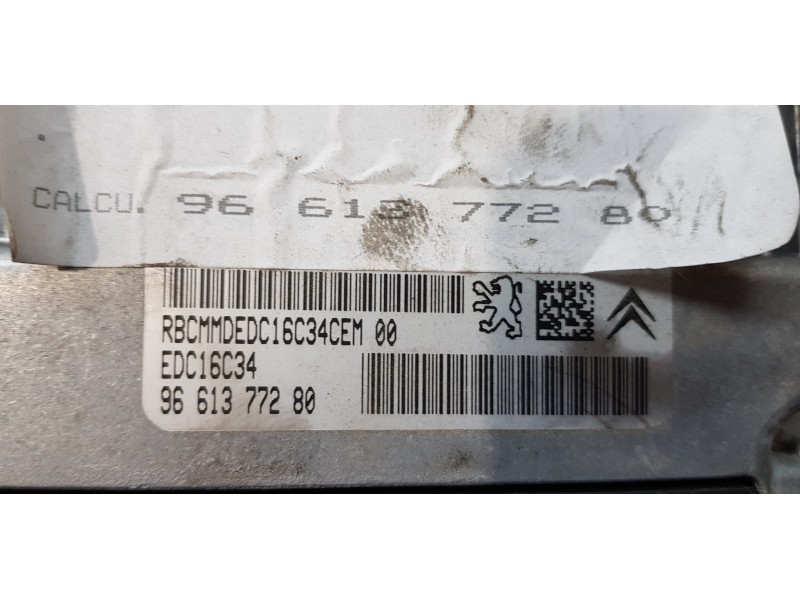 CALCU. 96 613 772 80
RBCMMDEDC16C34CEM 00
EDC16C34
96 613 772 80